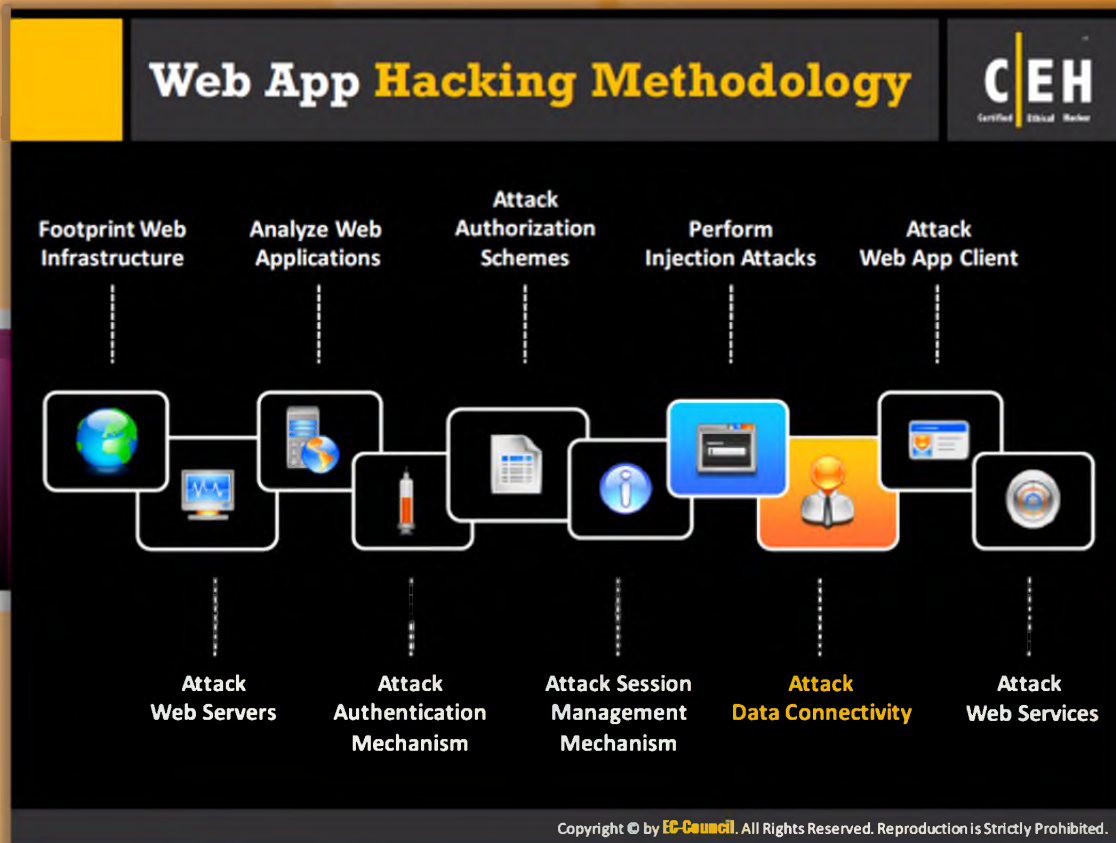 Web App Hacking Methodology
C|EH
Certified Ethical Hacker
Footprint Web
Infrastructure
Analyze Web
Applications
Attack
Authorization
Schemes
Perform
Injection Attacks
Attack
Web App Client
Attack
Web Servers
Attack
Authentication
Mechanism
Attack Session
Management
Mechanism
Attack
Data Connectivity
Attack
Web Services
Copyright © by EC-Council. All Rights Reserved. Reproduction is Strictly Prohibited.